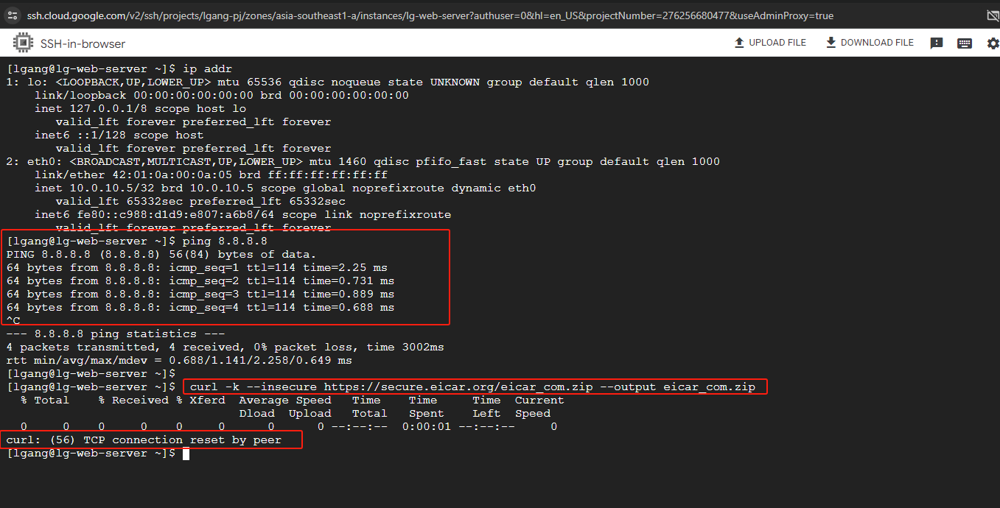 ssh.cloud.google.com/v2/ssh/projects/lgang-pj/zones/asia-southeast1-a/instances/lg-web-server?authuser=0&hl=en_US&projectNumber=276256680477&useAdminProxy=true
SSH-in-browser
UPLOAD FILE
DOWNLOAD FILE
[lgang@lg-web-server ~]$ ip addr
1: lo: <LOOPBACK,UP,LOWER_UP> mtu 65536 qdisc noqueue state UNKNOWN group default qlen 1000
    link/loopback 00:00:00:00:00:00 brd 00:00:00:00:00:00
    inet 127.0.0.1/8 scope host lo
       valid_lft forever preferred_lft forever
    inet6 ::1/128 scope host
       valid_lft forever preferred_lft forever
2: eth0: <BROADCAST,MULTICAST,UP,LOWER_UP> mtu 1460 qdisc pfifo_fast state UP group default qlen 1000
    link/ether 42:01:0a:00:0a:05 brd ff:ff:ff:ff:ff:ff
    inet 10.0.10.5/32 brd 10.0.10.5 scope global noprefixroute dynamic eth0
       valid_lft 65332sec preferred_lft 65332sec
    inet6 fe80::c988:d1d9:e807:a6b8/64 scope link noprefixroute
       valid_lft forever preferred_lft forever
[lgang@lg-web-server ~]$ ping 8.8.8.8
PING 8.8.8.8 (8.8.8.8) 56(84) bytes of data.
64 bytes from 8.8.8.8: icmp_seq=1 ttl=114 time=2.25 ms
64 bytes from 8.8.8.8: icmp_seq=2 ttl=114 time=0.731 ms
64 bytes from 8.8.8.8: icmp_seq=3 ttl=114 time=0.889 ms
64 bytes from 8.8.8.8: icmp_seq=4 ttl=114 time=0.688 ms
^C
--- 8.8.8.8 ping statistics ---
4 packets transmitted, 4 received, 0% packet loss, time 3002ms
rtt min/avg/max/mdev = 0.688/1.141/2.258/0.649 ms
[lgang@lg-web-server ~]$
[lgang@lg-web-server ~]$ curl -k --insecure https://secure.eicar.org/eicar_com.zip --output eicar_com.zip
  % Total    % Received % Xferd  Average Speed   Time    Time     Time  Current
                                 Dload  Upload   Total   Spent    Left  Speed
  0     0    0     0    0     0      0      0 --:--:--  0:00:01 --:--:--     0
curl: (56) TCP connection reset by peer
[lgang@lg-web-server ~]$